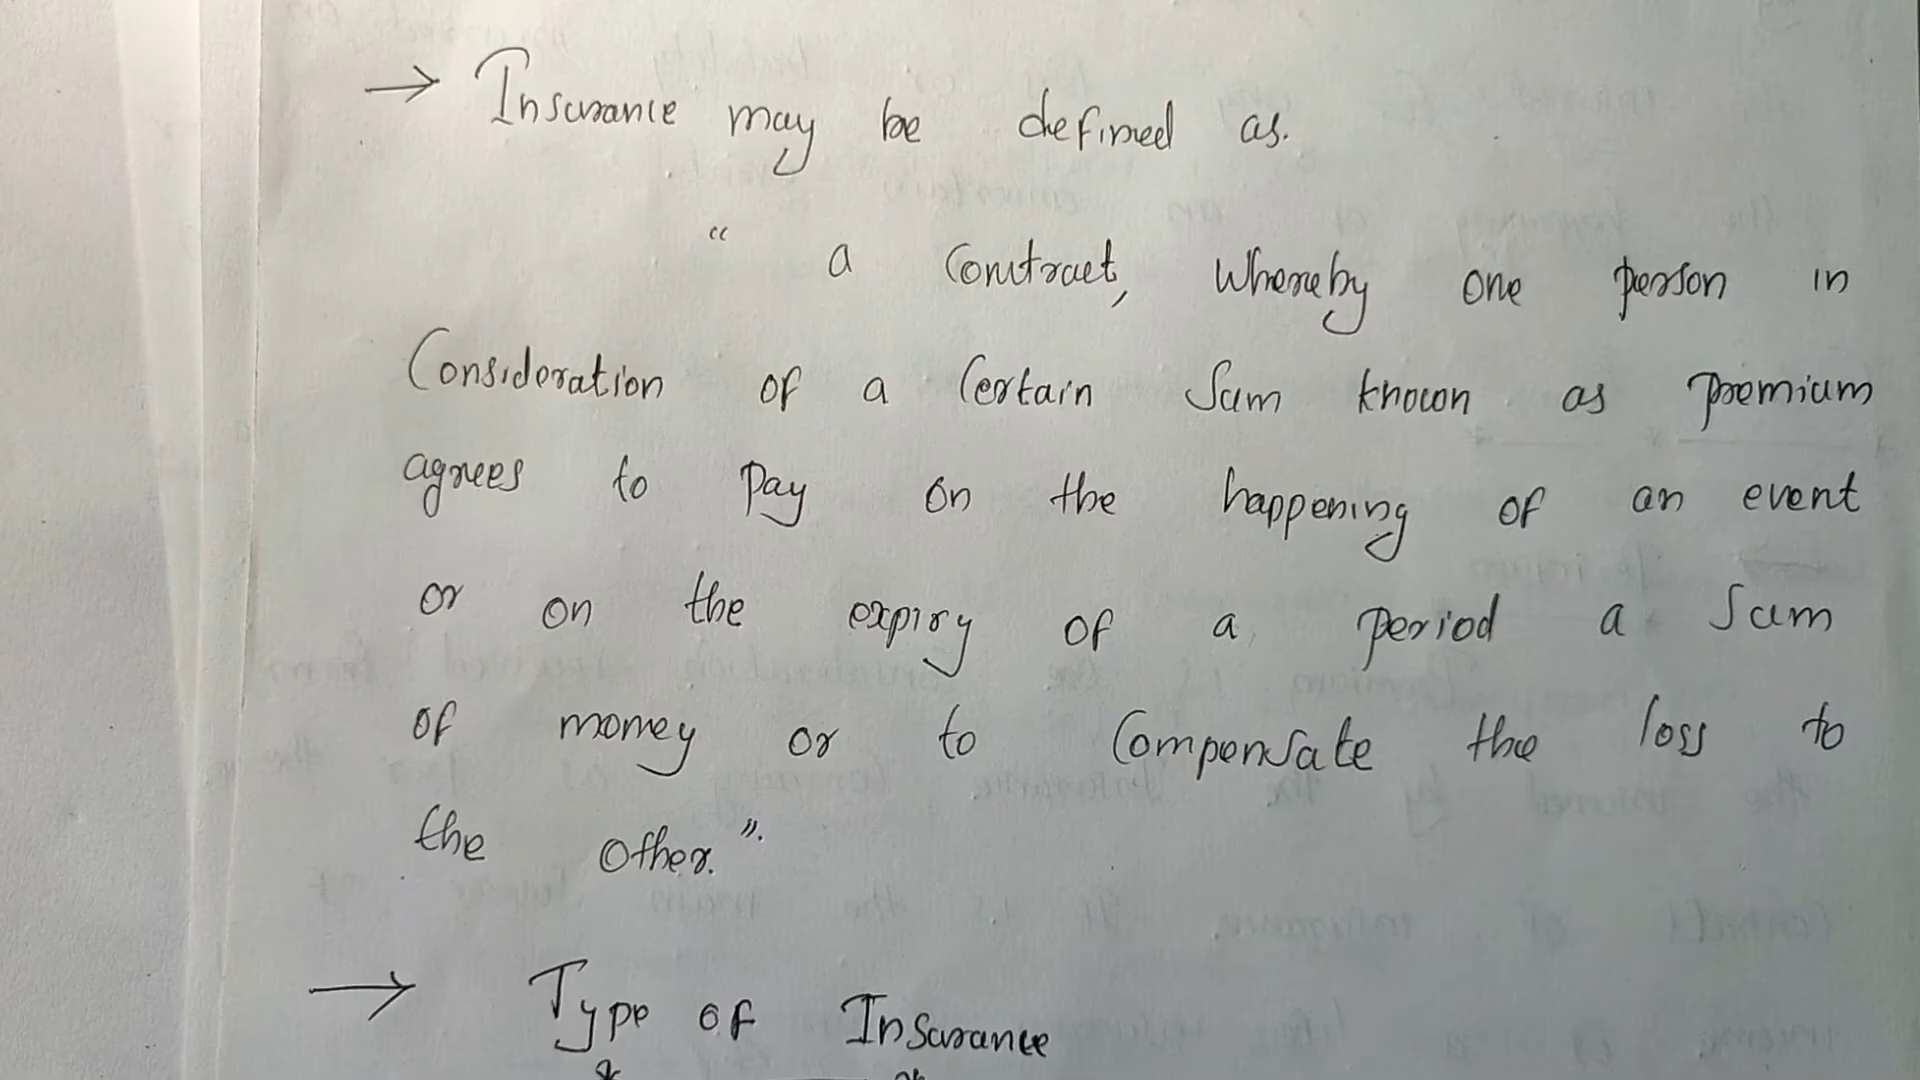 → Insurance may be defined as.
“ a Contract, Whereby one person in
Consideration of a Certain Sum known as premium
agrees to Pay on the happening of an event
or on the expiry of a period a Sum
of money or to Compensate the loss to
the Other.”.
→ Type of Insurance